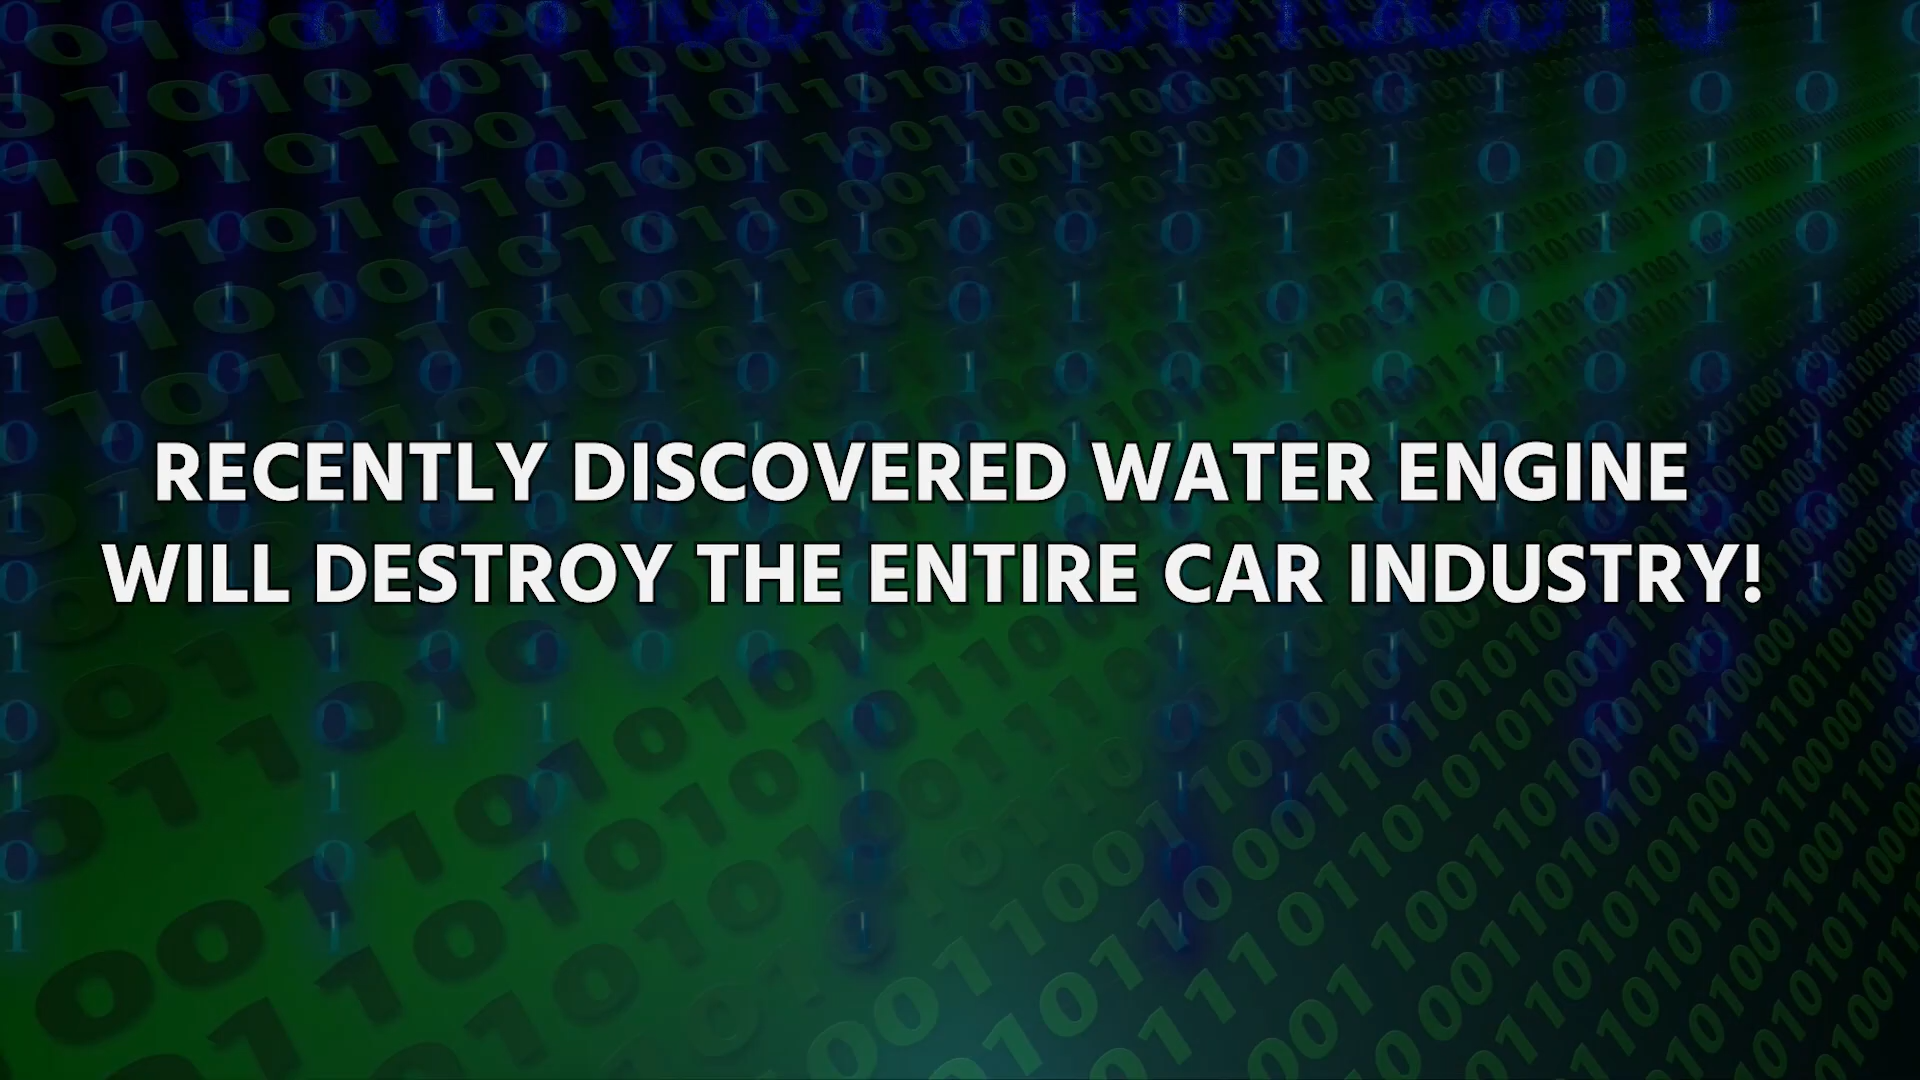 RECENTLY DISCOVERED WATER ENGINE
WILL DESTROY THE ENTIRE CAR INDUSTRY!